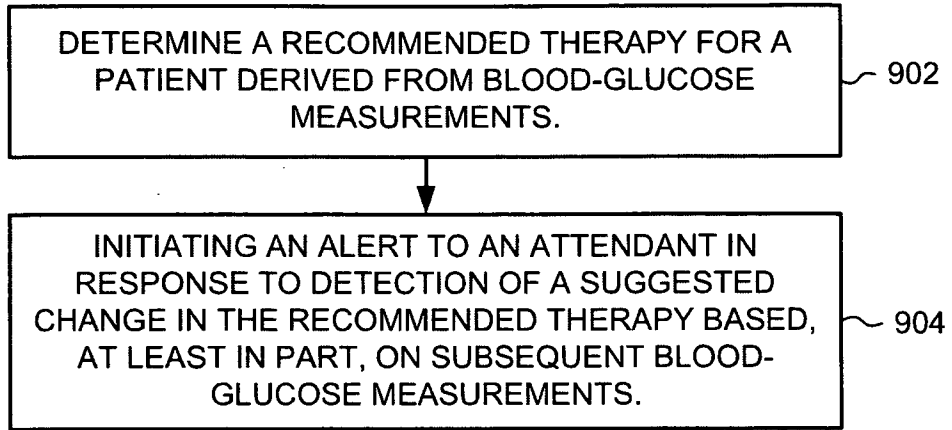 DETERMINE A RECOMMENDED THERAPY FOR A
PATIENT DERIVED FROM BLOOD-GLUCOSE
MEASUREMENTS.
902
INITIATING AN ALERT TO AN ATTENDANT IN
RESPONSE TO DETECTION OF A SUGGESTED
CHANGE IN THE RECOMMENDED THERAPY BASED,
AT LEAST IN PART, ON SUBSEQUENT BLOOD-
GLUCOSE MEASUREMENTS.
904